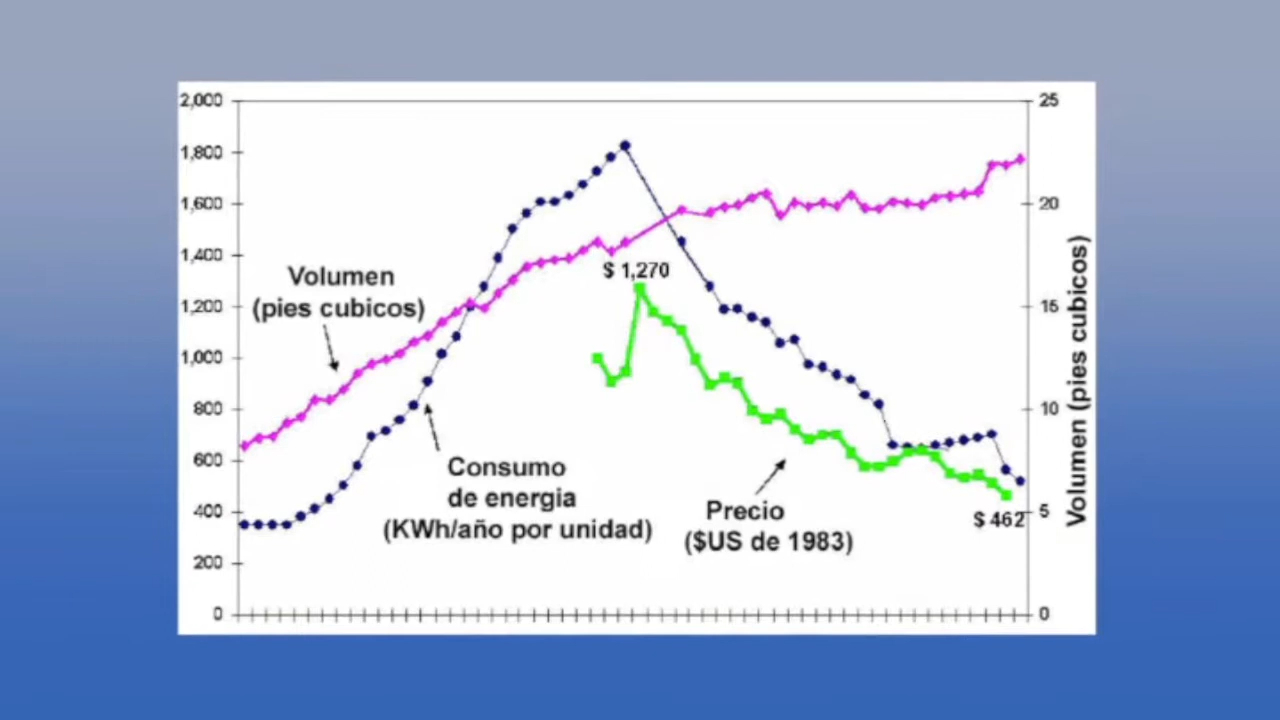 2,000
1,800
1,600
1,400
1,200
1,000
800
600
400
200
0
25
20
15
10
5
0
Volumen (pies cubicos)
Volumen
(pies cubicos)
$ 1,270
Consumo
de energia
(KWh/año por unidad)
Precio
($US de 1983)
$ 462